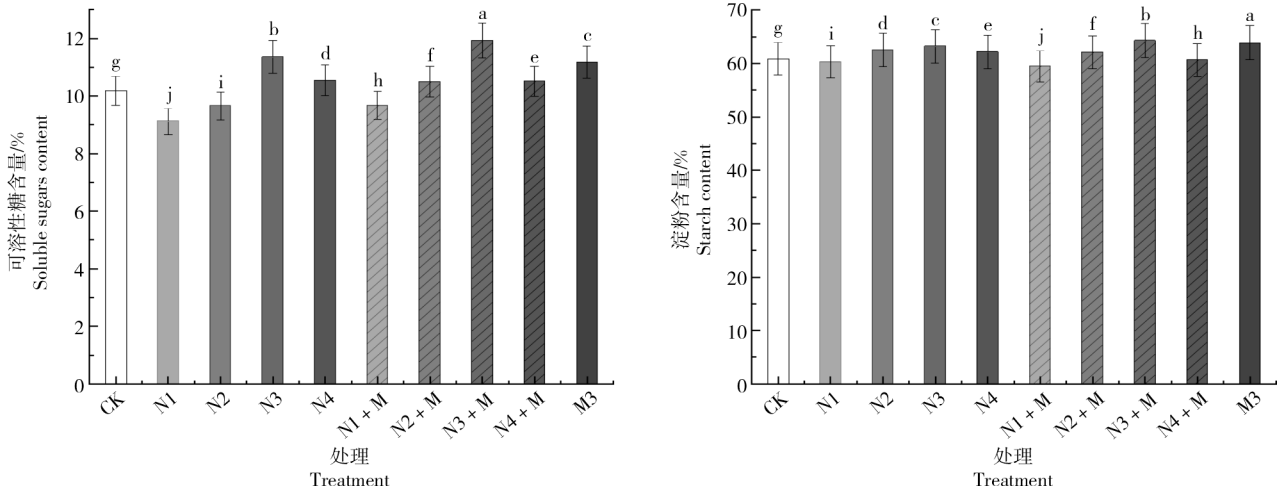 可溶性糖含量/%
Soluble sugars content
12
10
8
6
4
2
0
g
j
i
b
d
h
f
a
e
c
CK
N1
N2
N3
N4
N1 + M
N2 + M
N3 + M
N4 + M
M3
处理
Treatment
淀粉含量/%
Starch content
70
60
50
40
30
20
10
0
g
i
d
c
e
j
f
b
h
a
CK
N1
N2
N3
N4
N1 + M
N2 + M
N3 + M
N4 + M
M3
处理
Treatment